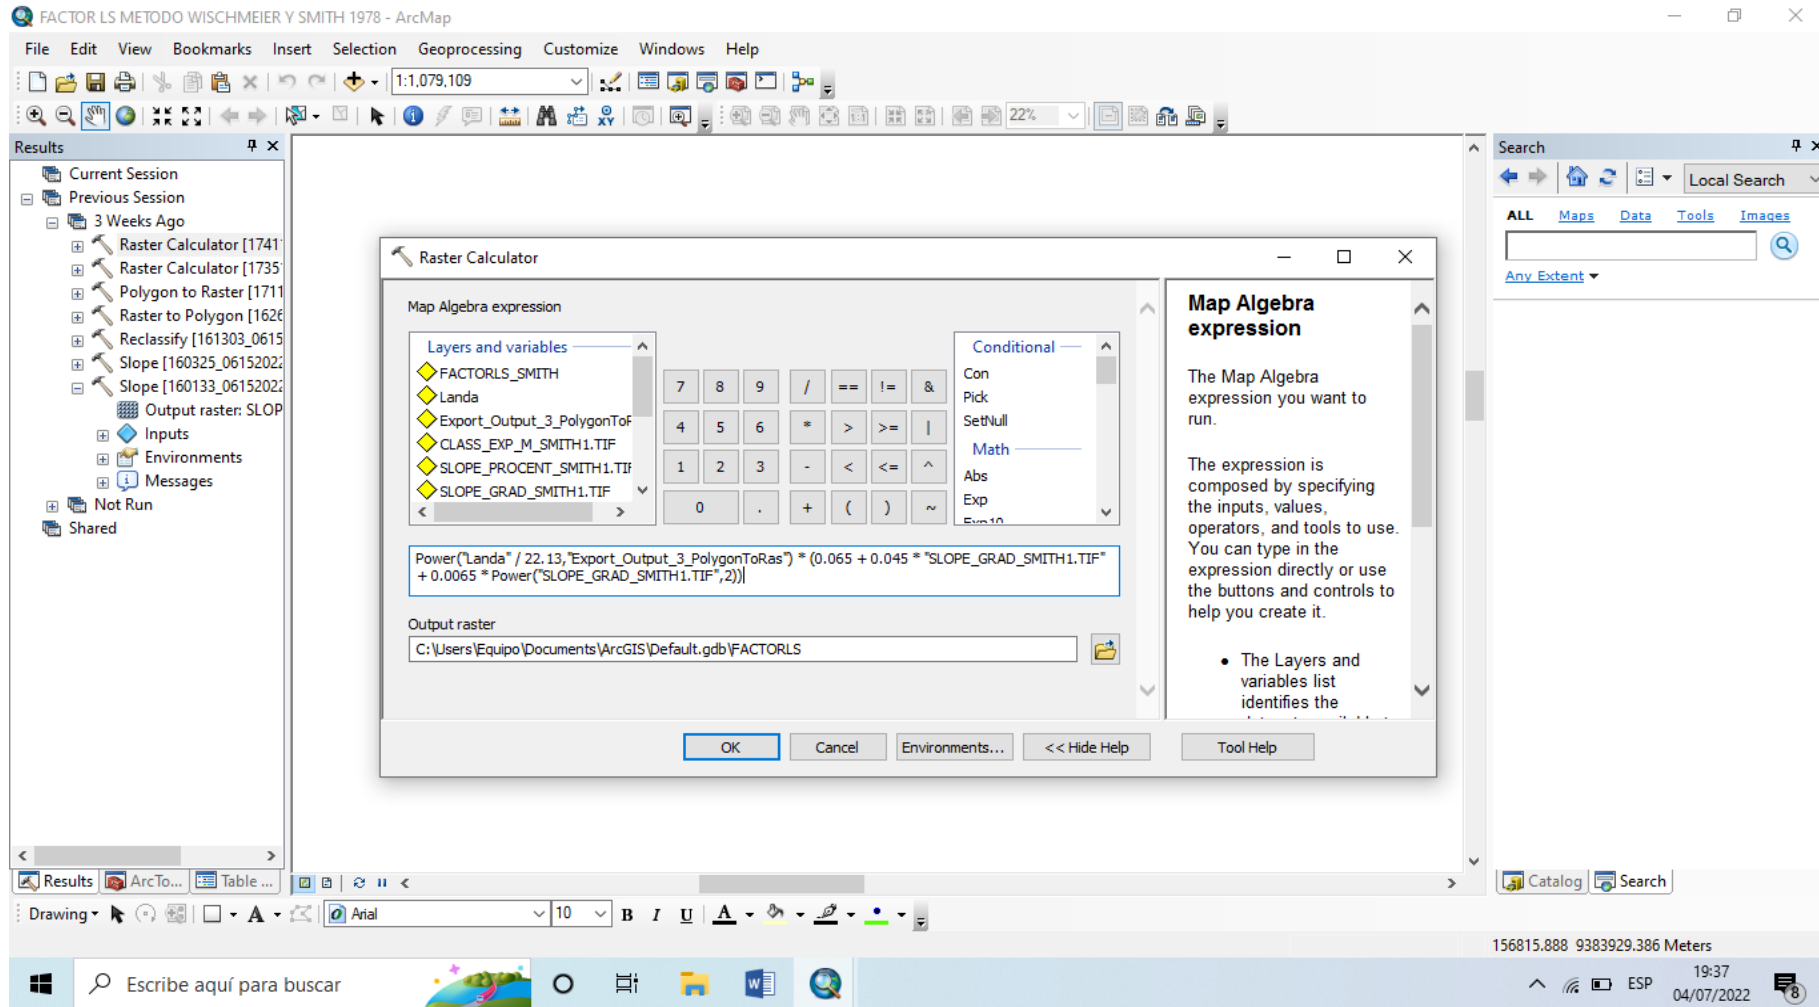 FACTOR LS METODO WISCHMEIER Y SMITH 1978 - ArcMap
File Edit View Bookmarks Insert Selection Geoprocessing Customize Windows Help
1:1,079,109
22%
Results
Current Session
Previous Session
3 Weeks Ago
Raster Calculator [1741
Raster Calculator [1735
Polygon to Raster [1711
Raster to Polygon [1626
Reclassify [161303_0615
Slope [160325_06152022
Slope [160133_06152022
Output raster: SLOP
Inputs
Environments
Messages
Not Run
Shared
Raster Calculator
Map Algebra expression
Layers and variables
FACTORLS_SMITH
Landa
Export_Output_3_PolygonToR
CLASS_EXP_M_SMITH1.TIF
SLOPE_PROCENT_SMITH1.TIF
SLOPE_GRAD_SMITH1.TIF
7 8 9 / == != &
4 5 6 * > >= |
1 2 3 - < <= ^
0 . + ( ) ~
Conditional
Con
Pick
SetNull
Math
Abs
Exp
Exp10
Power("Landa" / 22.13,"Export_Output_3_PolygonToRas") * (0.065 + 0.045 * "SLOPE_GRAD_SMITH1.TIF"
+ 0.0065 * Power("SLOPE_GRAD_SMITH1.TIF",2))
Output raster
C:\Users\Equipo\Documents\ArcGIS\Default.gdb\FACTORLS
OK Cancel Environments... << Hide Help Tool Help
Map Algebra
expression
The Map Algebra
expression you want to
run.
The expression is
composed by specifying
the inputs, values,
operators, and tools to use.
You can type in the
expression directly or use
the buttons and controls to
help you create it.
• The Layers and
variables list
identifies the
Search
Local Search
ALL Maps Data Tools Images
Any Extent
Results ArcTo... Table ...
Catalog Search
Drawing A Arial 10 B I U A
156815.888 9383929.386 Meters
Escribe aquí para buscar
ESP
19:37
04/07/2022
8